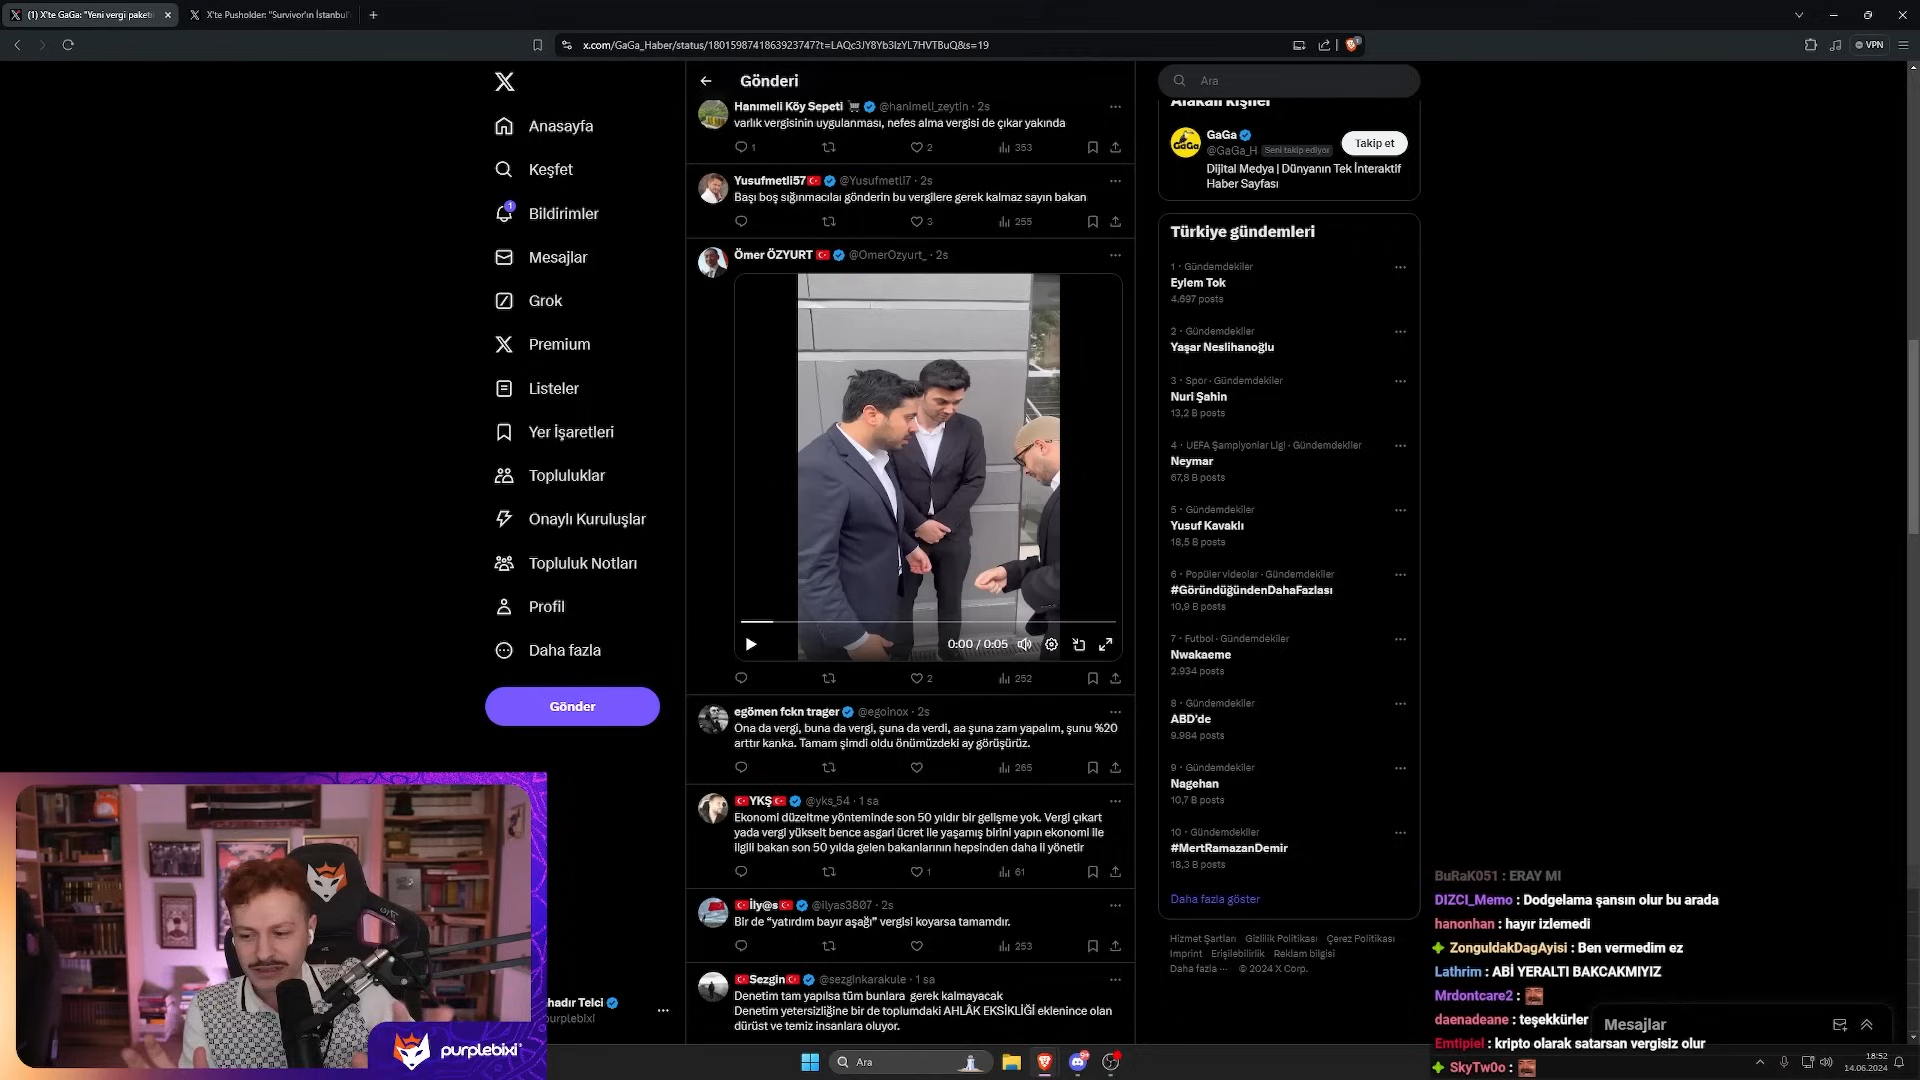 (1) X'te GaGa: "Yeni vergi paketi
X'te Pusholder: "Survivor'ın İstanbul'
x.com/GaGa_Haber/status/1801598741863923747?t=LAQc3JY8Yb3IzYL7HVTBuQ&s=19
VPN
Anasayfa
Keşfet
1
Bildirimler
Mesajlar
Grok
Premium
Listeler
Yer İşaretleri
Topluluklar
Onaylı Kuruluşlar
Topluluk Notları
Profil
Daha fazla
Gönder
hadır Telci
purplebixi
Gönderi
Hanımeli Köy Sepeti @hanimeli_zeytin · 2s
varlık vergisinin uygulanması, nefes alma vergisi de çıkar yakında
1 2 353
Yusufmetli57 @Yusufmetli7 · 2s
Başı boş sığınmacılaı gönderin bu vergilere gerek kalmaz sayın bakan
3 255
Ömer ÖZYURT @OmerOzyurt_ · 2s
0:00 / 0:05
2 252
egömen fckn trager @egoinox · 2s
Ona da vergi, buna da vergi, şuna da verdi, aa şuna zam yapalım, şunu %20
arttır kanka. Tamam şimdi oldu önümüzdeki ay görüşürüz.
265
YKŞ @yks_54 · 1 sa
Ekonomi düzeltme yönteminde son 50 yıldır bir gelişme yok. Vergi çıkart
yada vergi yükselt bence asgari ücret ile yaşamış birini yapın ekonomi ile
ilgili bakan son 50 yılda gelen bakanlarının hepsinden daha ii yönetir
1 61
İly@s @ilyas3807 · 2s
Bir de “yatırdım bayır aşağı” vergisi koyarsa tamamdır.
253
Sezgin @sezginkarakule · 1 sa
Denetim tam yapılsa tüm bunlara gerek kalmayacak
Denetim yetersizliğine bir de toplumdaki AHLÂK EKSİKLİĞİ eklenince olan
dürüst ve temiz insanlara oluyor.
Ara
Alakalı kişiler
GaGa
@GaGa_H Seni takip ediyor
Takip et
Dijital Medya | Dünyanın Tek İnteraktif
Haber Sayfası
Türkiye gündemleri
1 · Gündemdekiler
Eylem Tok
4.697 posts
2 · Gündemdekiler
Yaşar Neslihanoğlu
3 · Spor · Gündemdekiler
Nuri Şahin
13,2 B posts
4 · UEFA Şampiyonlar Ligi · Gündemdekiler
Neymar
67,8 B posts
5 · Gündemdekiler
Yusuf Kavaklı
18,5 B posts
6 · Popüler videolar · Gündemdekiler
#GöründüğündenDahaFazlası
10,9 B posts
7 · Futbol · Gündemdekiler
Nwakaeme
2.934 posts
8 · Gündemdekiler
ABD'de
9.984 posts
9 · Gündemdekiler
Nagehan
10,7 B posts
10 · Gündemdekiler
#MertRamazanDemir
18,3 B posts
Daha fazla göster
Hizmet Şartları Gizlilik Politikası Çerez Politikası
Imprint Erişilebilirlik Reklam bilgisi
Daha fazla ··· © 2024 X Corp.
BuRaK051 : ERAY MI
DIZCI_Memo : Dodgelama şansın olur bu arada
hanonhan : hayır izlemedi
ZonguldakDagAyisi : Ben vermedim ez
Lathrim : ABİ YERALTI BAKCAKMIYIZ
Mrdontcare2 :
daenadeane : teşekkürler
Emtipiel : kripto olarak satarsan vergisiz olur
SkyTw0o :
Mesajlar
purplebixi
Ara
18:52
14.06.2024